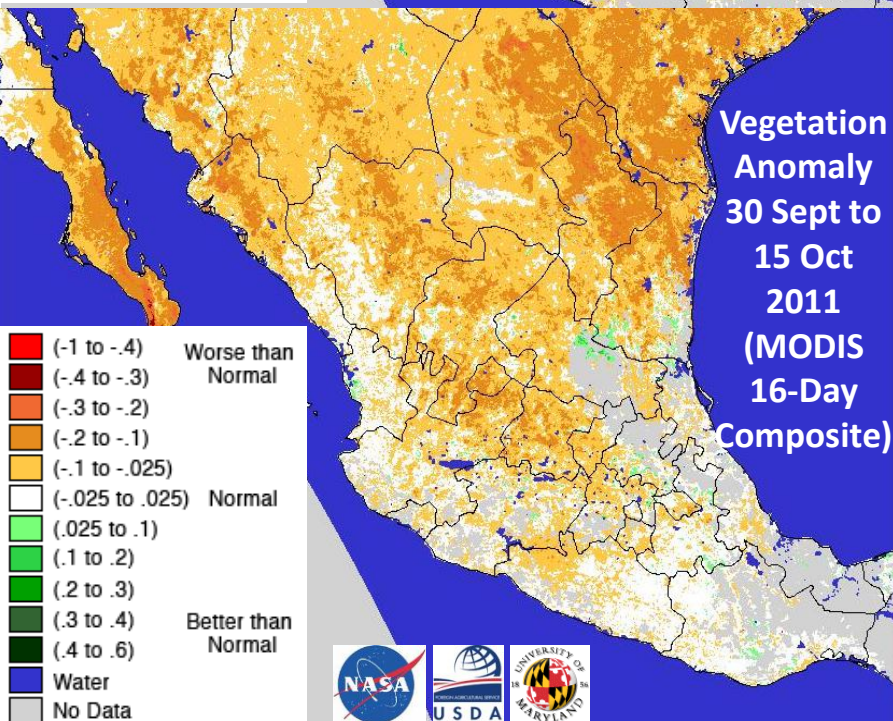 Vegetation
Anomaly
30 Sept to
15 Oct
2011
(MODIS
16-Day
Composite)
(-1 to -.4) Worse than
(-.4 to -.3) Normal
(-.3 to -.2)
(-.2 to -.1)
(-.1 to -.025)
(-.025 to .025) Normal
(.025 to .1)
(.1 to .2)
(.2 to .3)
(.3 to .4) Better than
(.4 to .6) Normal
Water
No Data
NASA
FOREIGN AGRICULTURAL SERVICE
USDA
UNIVERSITY OF
18 56
MARYLAND